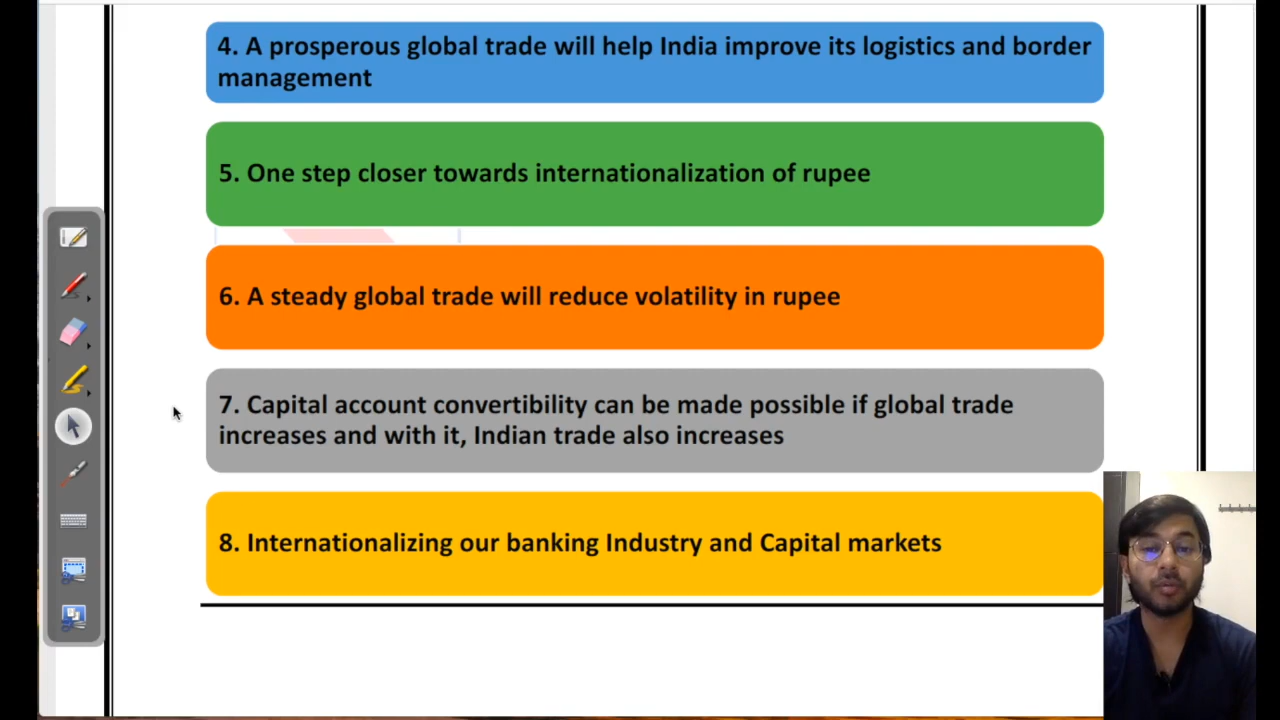 4. A prosperous global trade will help India improve its logistics and border
management
5. One step closer towards internationalization of rupee
6. A steady global trade will reduce volatility in rupee
7. Capital account convertibility can be made possible if global trade
increases and with it, Indian trade also increases
8. Internationalizing our banking Industry and Capital markets